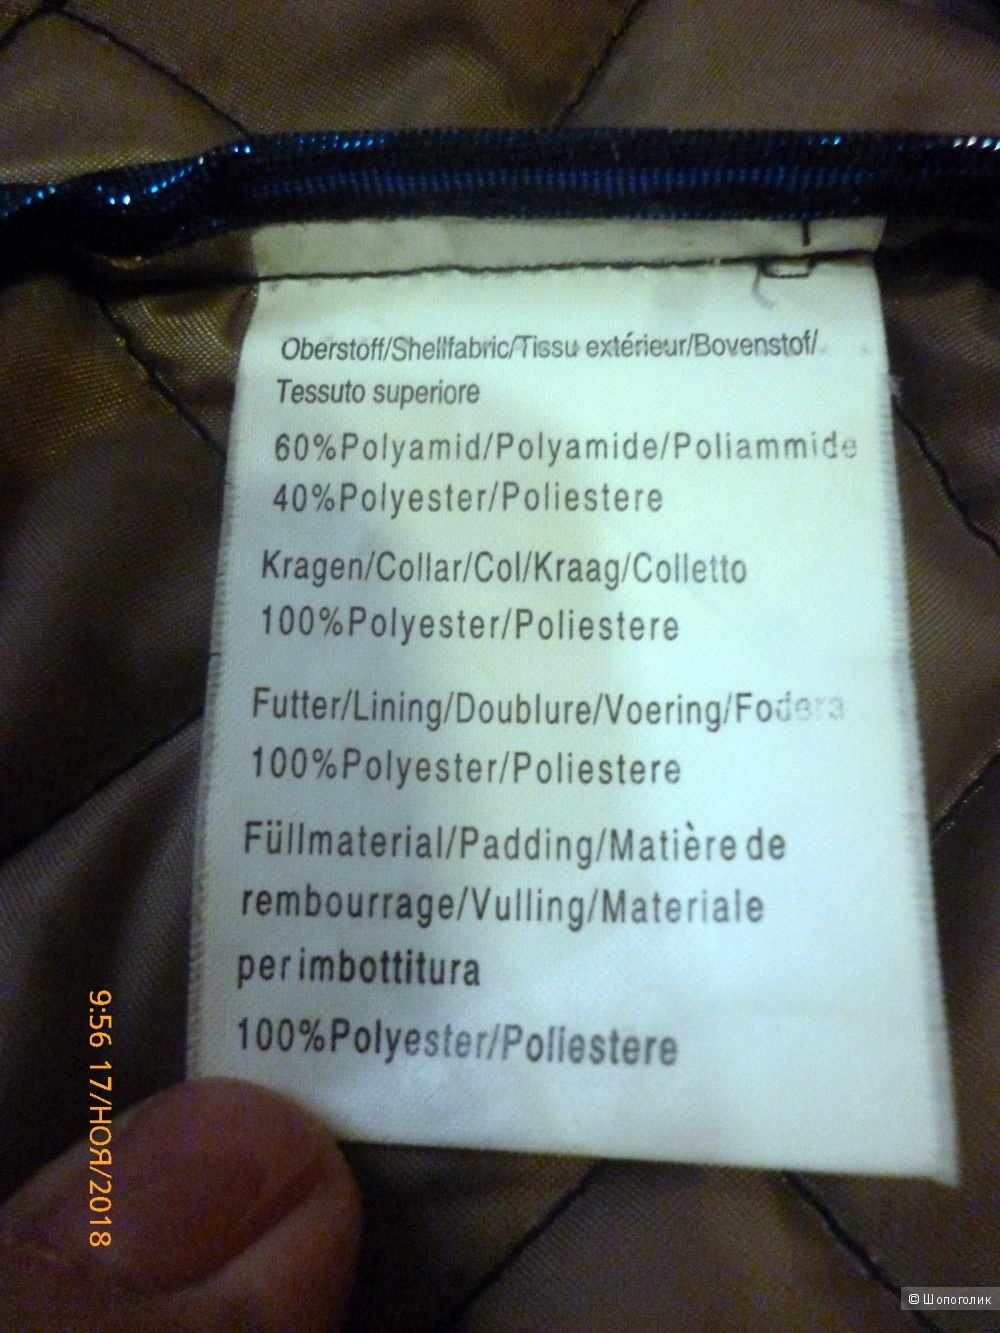 Oberstoff/Shellfabric/Tissu extérieur/Bovenstof/
Tessuto superiore
60%Polyamid/Polyamide/Poliammide
40%Polyester/Poliestere
Kragen/Collar/Col/Kraag/Colletto
100%Polyester/Poliestere
Futter/Lining/Doublure/Voering/Fodera
100%Polyester/Poliestere
Füllmaterial/Padding/Matière de
rembourrage/Vulling/Materiale
per imbottitura
100%Polyester/Poliestere
9:56 17/НОЯ/2018
© Шопоголик